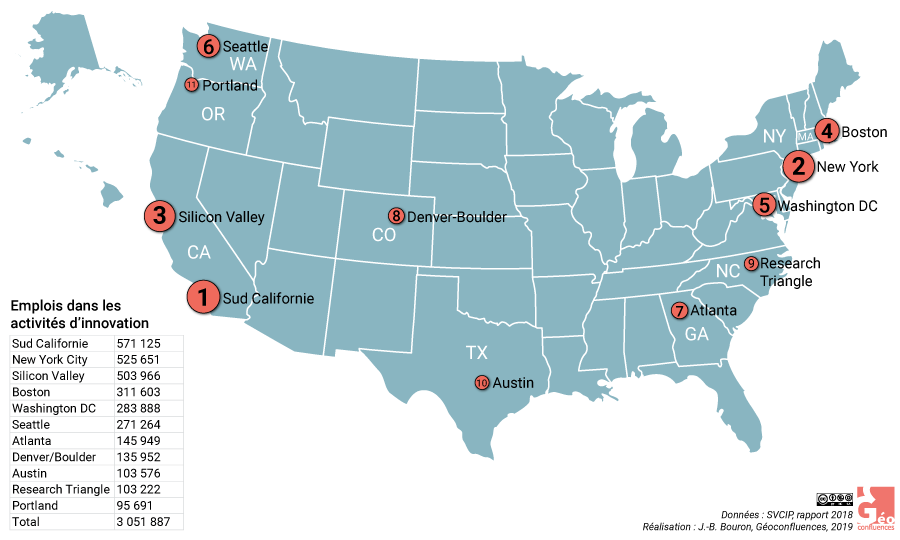 6 Seattle
WA
11 Portland
OR
NY
MA
4 Boston
2 New York
3 Silicon Valley
8 Denver-Boulder
CO
5 Washington DC
CA
NC
9 Research
Triangle
1 Sud Californie
7 Atlanta
GA
TX
10 Austin
Emplois dans les
activités d'innovation
Sud Californie 571 125
New York City 525 651
Silicon Valley 503 966
Boston 311 603
Washington DC 283 888
Seattle 271 264
Atlanta 145 949
Denver/Boulder 135 952
Austin 103 576
Research Triangle 103 222
Portland 95 691
Total 3 051 887
Données : SVCIP, rapport 2018
Réalisation : J.-B. Bouron, Géoconfluences, 2019
Géo
CONFLUENCES